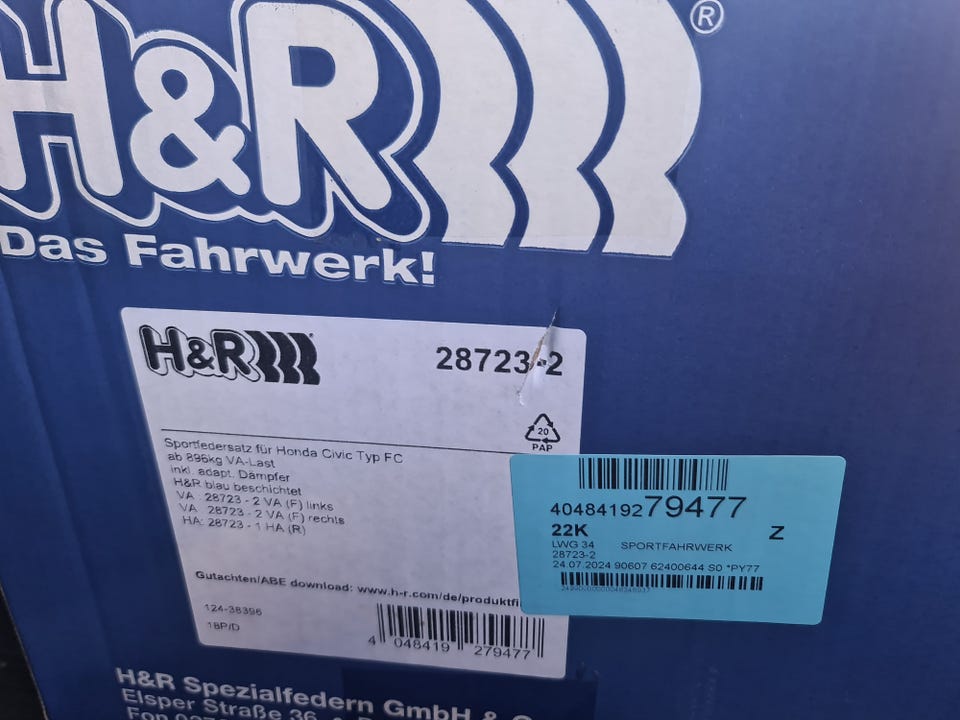 H&R®
Das Fahrwerk!
H&R
28723-2
20
PAP
Sportfedersatz für Honda Civic Typ FC
ab 896kg VA-Last
inkl. adapt. Dämpfer
H&R blau beschichtet
VA : 28723 - 2 VA (F) links
VA : 28723 - 2 VA (F) rechts
HA: 28723 - 1 HA (R)
Gutachten/ABE download: www.h-r.com/de/produktfi
124-38396
18P/D
4 048419 279477
4048419279477
22K
Z
LWG 34 SPORTFAHRWERK
28723-2
24.07.2024 90607 62400644 S0 *PY77
H&R Spezialfedern GmbH &
Elsper Straße 36
Fon